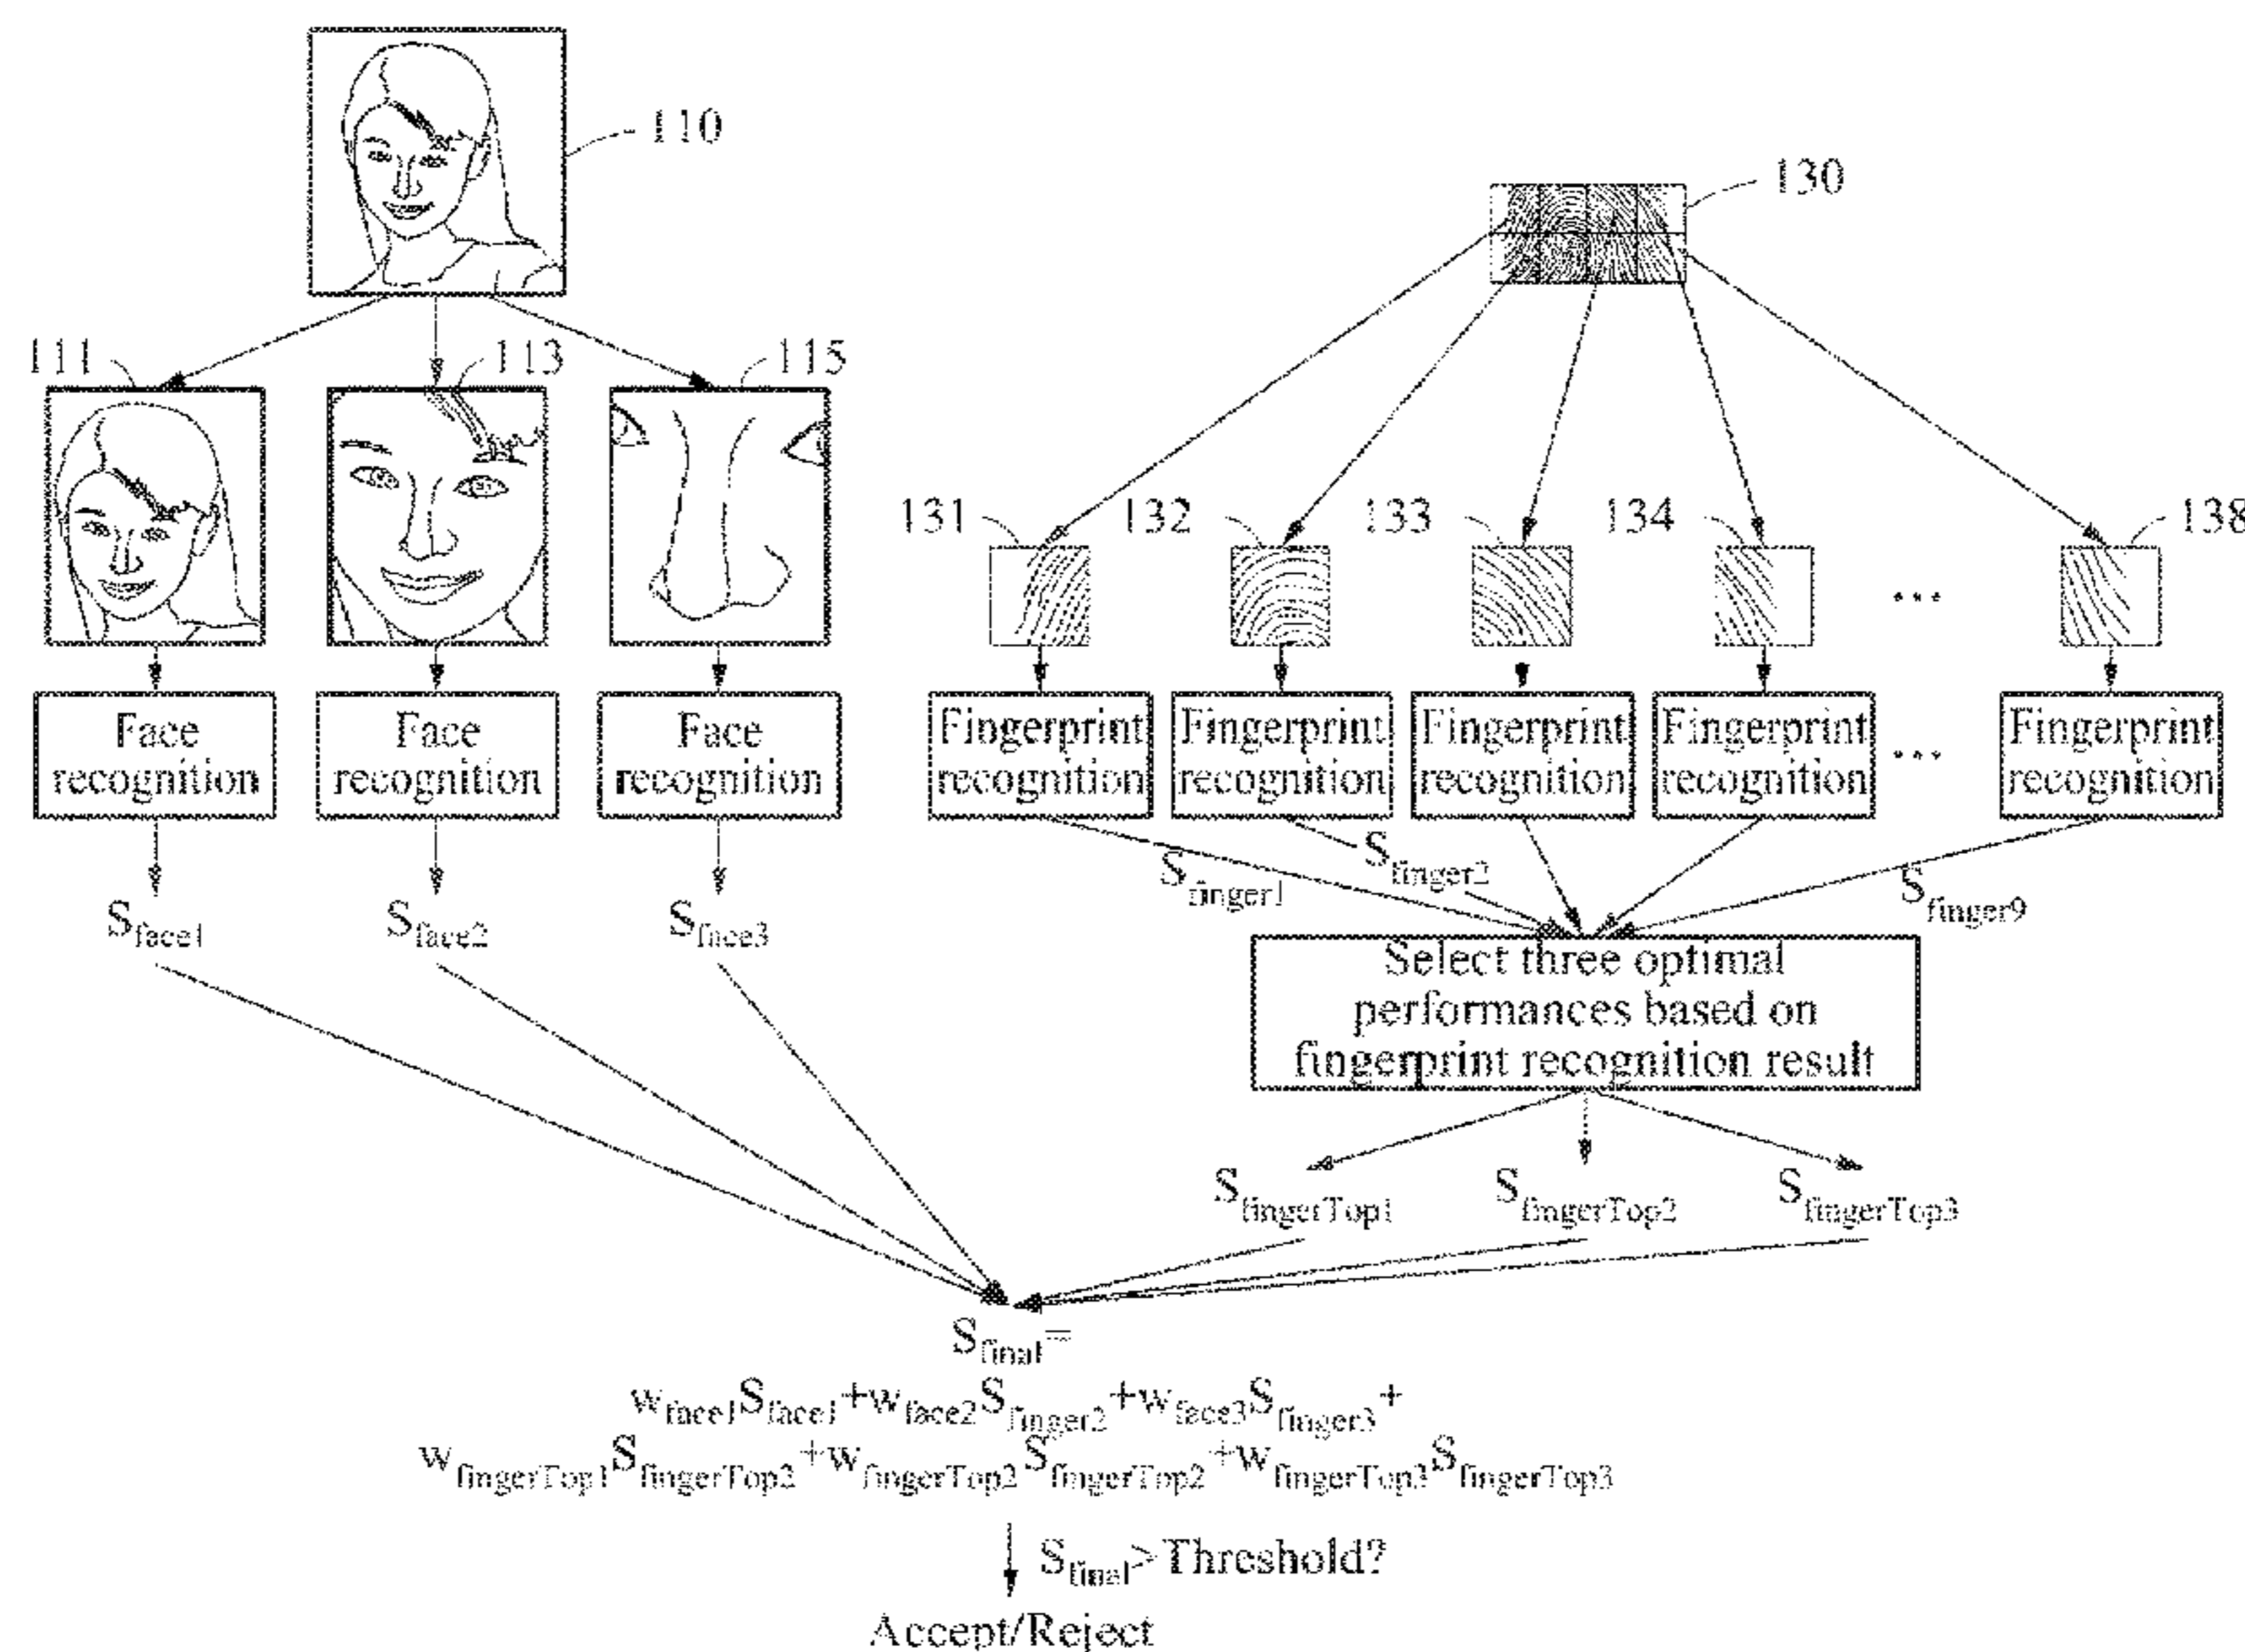 110
130
111
113
115
131
132
133
134
138
...
Face recognition
Face recognition
Face recognition
Fingerprint recognition
Fingerprint recognition
Fingerprint recognition
Fingerprint recognition
...
Fingerprint recognition
S_finger1
S_finger2
S_finger9
S_face1
S_face2
S_face3
Select three optimal
performances based on
fingerprint recognition result
S_fingerTop1
S_fingerTop2
S_fingerTop3
S_final=
w_face1S_face1+w_face2S_finger2+w_face3S_finger3+
w_fingerTop1S_fingerTop2+w_fingerTop2S_fingerTop2+w_fingerTop3S_fingerTop3
S_final>Threshold?
Accept/Reject